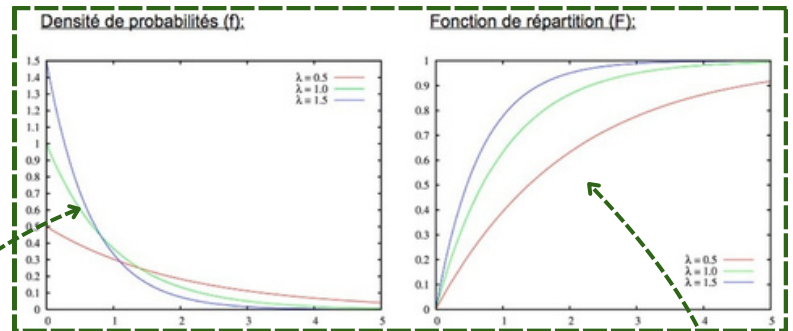 Densité de probabilités (f):
1.5
1.4
1.3
1.2
1.1
1
0.9
0.8
0.7
0.6
0.5
0.4
0.3
0.2
0.1
0
0 1 2 3 4 5
λ = 0.5
λ = 1.0
λ = 1.5
Fonction de répartition (F):
1
0.9
0.8
0.7
0.6
0.5
0.4
0.3
0.2
0.1
0
0 1 2 3 4 5
λ = 0.5
λ = 1.0
λ = 1.5